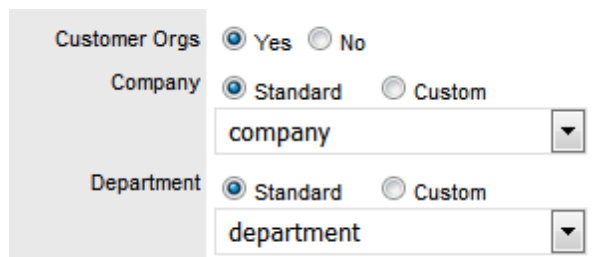 Customer Orgs Yes No
Company Standard Custom
company
Department Standard Custom
department